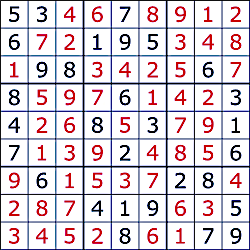 5 3 4 6 7 8 9 1 2
6 7 2 1 9 5 3 4 8
1 9 8 3 4 2 5 6 7
8 5 9 7 6 1 4 2 3
4 2 6 8 5 3 7 9 1
7 1 3 9 2 4 8 5 6
9 6 1 5 3 7 2 8 4
2 8 7 4 1 9 6 3 5
3 4 5 2 8 6 1 7 9